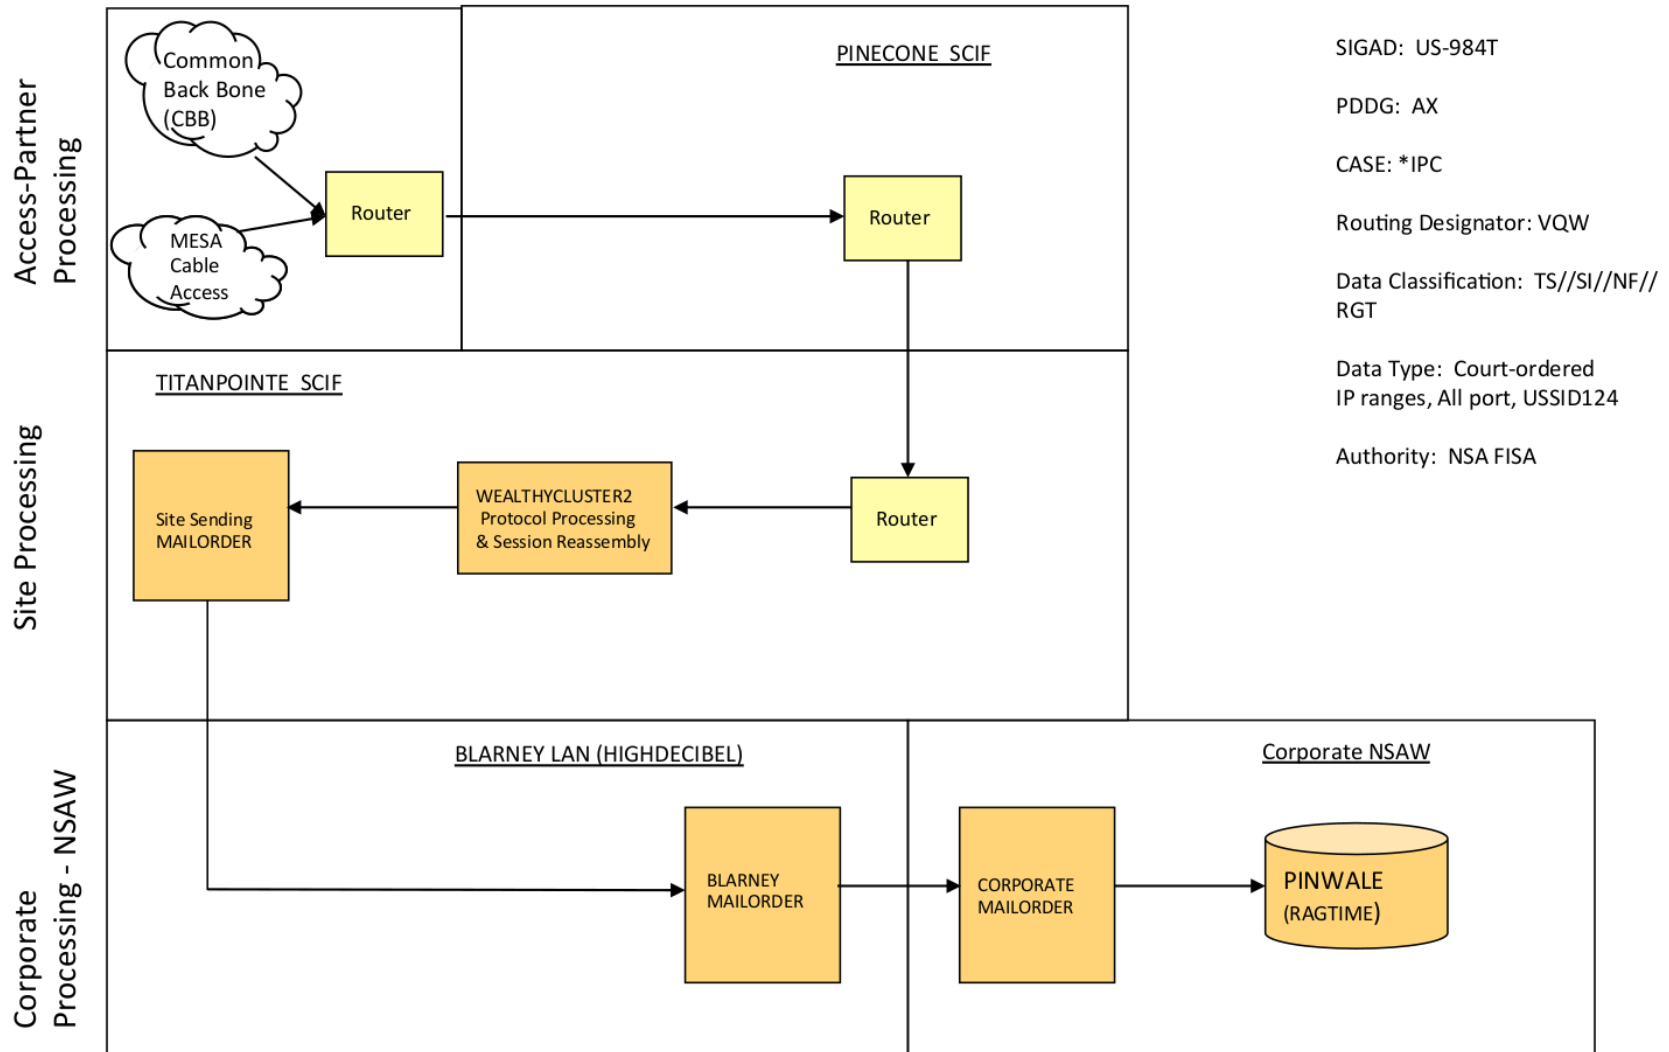 Access-Partner
Processing
Common
Back Bone
(CBB)
MESA
Cable
Access
Router
PINECONE SCIF
Router
SIGAD: US-984T
PDDG: AX
CASE: *IPC
Routing Designator: VQW
Data Classification: TS//SI//NF//
RGT
Data Type: Court-ordered
IP ranges, All port, USSID124
Authority: NSA FISA
Site Processing
TITANPOINTE SCIF
Site Sending
MAILORDER
WEALTHYCLUSTER2
Protocol Processing
& Session Reassembly
Router
Corporate
Processing - NSAW
BLARNEY LAN (HIGHDECIBEL)
BLARNEY
MAILORDER
Corporate NSAW
CORPORATE
MAILORDER
PINWALE
(RAGTIME)